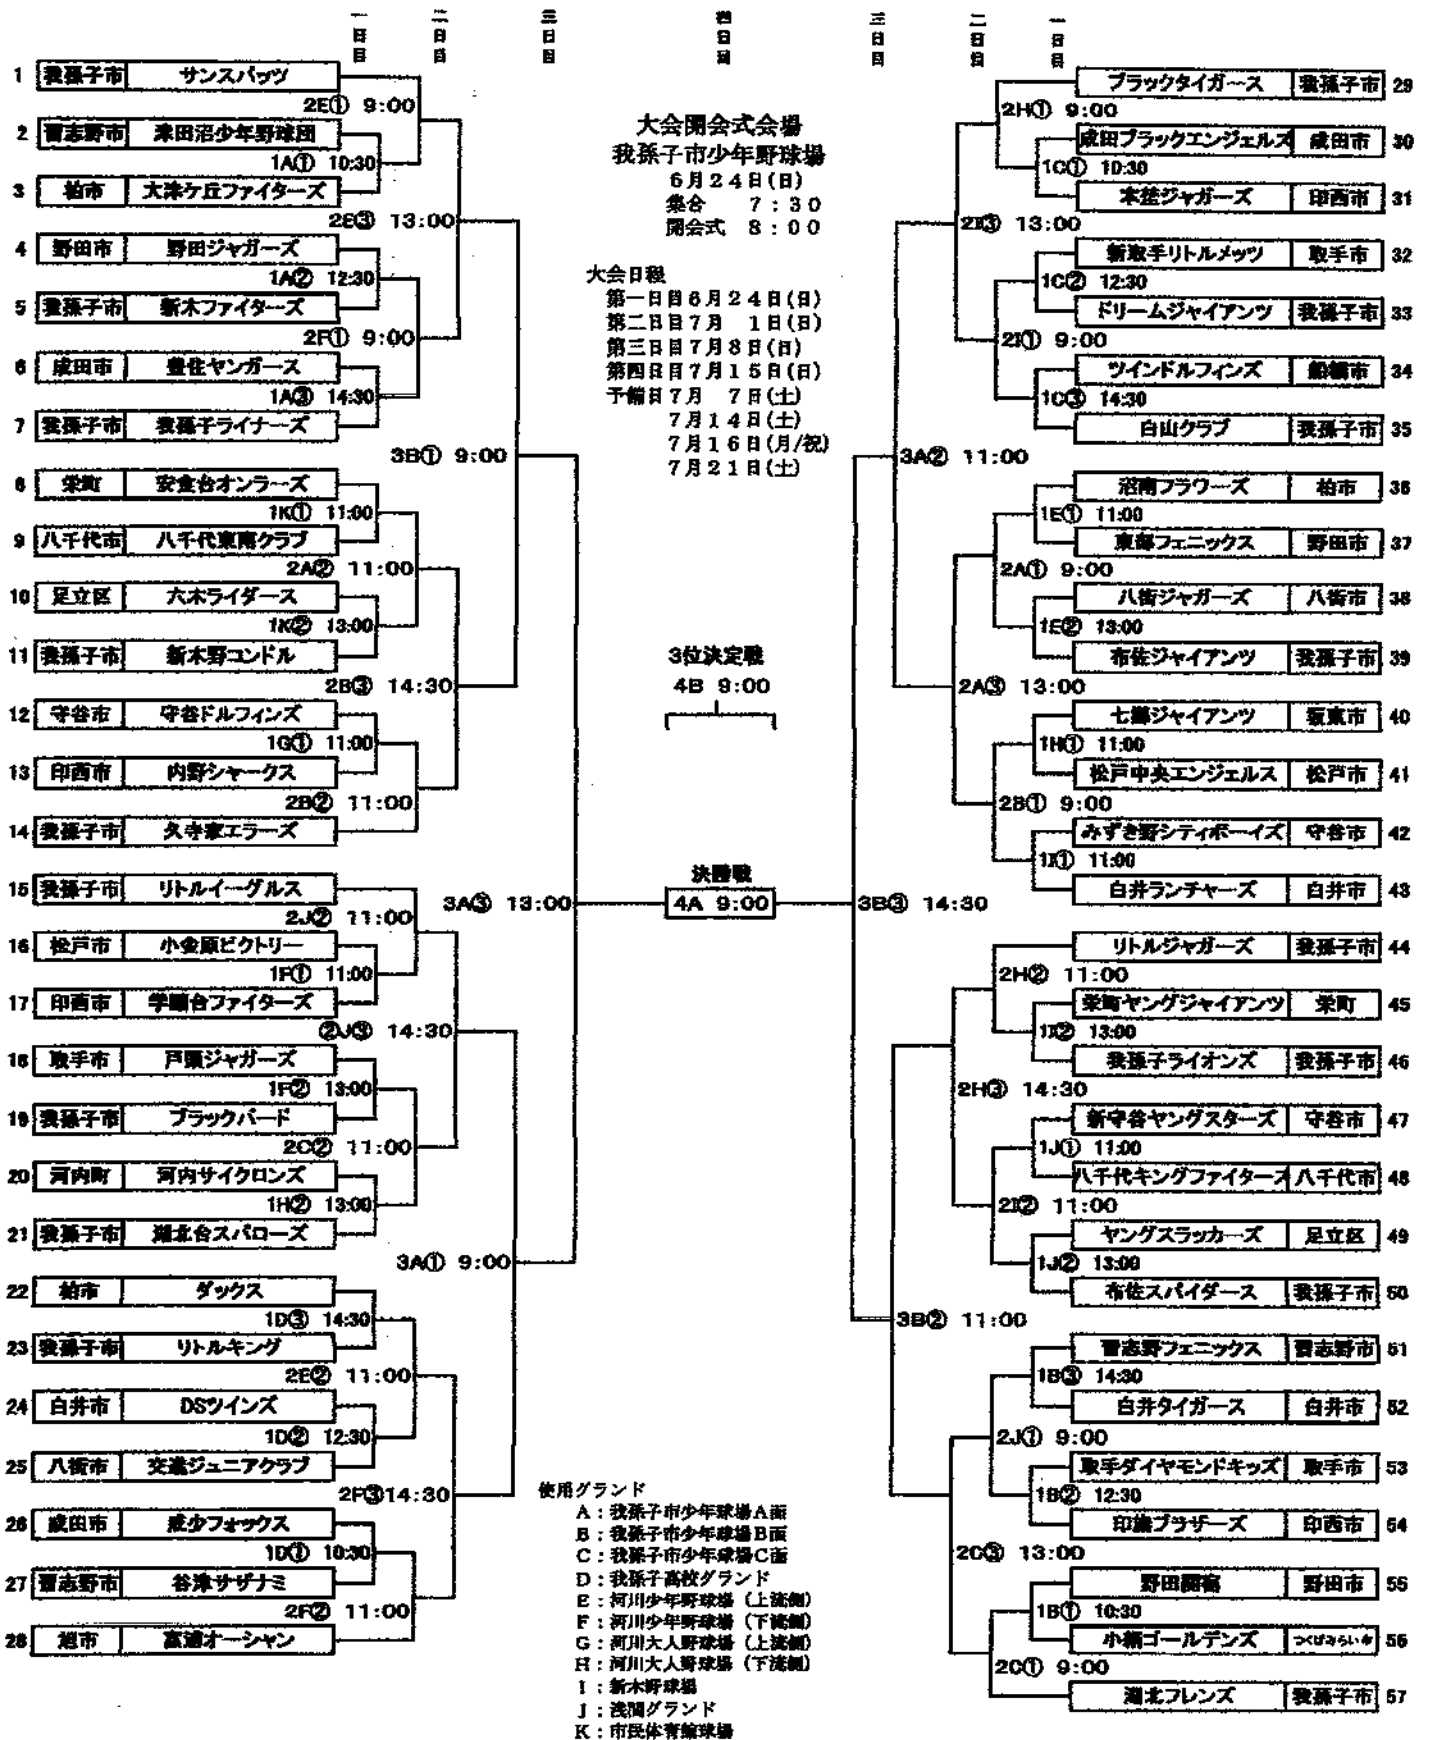 一日目
二日目
三日目
四日目
三日目
二日目
一日目
大会開会式会場
我孫子市少年野球場
6月24日(日)
集合 7:30
開会式 8:00
大会日程
第一日目6月24日(日)
第二日目7月 1日(日)
第三日目7月8日(日)
第四日目7月15日(日)
予備日7月 7日(土)
7月14日(土)
7月16日(月/祝)
7月21日(土)
1 我孫子市 サンスパッツ
2E① 9:00
2 習志野市 津田沼少年野球団
1A① 10:30
3 柏市 大津ケ丘ファイターズ
2E③ 13:00
4 野田市 野田ジャガーズ
1A② 12:30
5 我孫子市 新木ファイターズ
2F① 9:00
6 成田市 豊住ヤンガース
1A③ 14:30
7 我孫子市 我孫子ライナーズ
3B① 9:00
8 栄町 安食台オンラーズ
1K① 11:00
9 八千代市 八千代東南クラブ
2A② 11:00
10 足立区 六木ライダース
1K② 13:00
11 我孫子市 新木野コンドル
2B③ 14:30
12 守谷市 守谷ドルフィンズ
1G① 11:00
13 印西市 内野シャークス
2B② 11:00
14 我孫子市 久寺家エラーズ
15 我孫子市 リトルイーグルス
2J② 11:00
3A③ 13:00
16 松戸市 小金原ビクトリー
1F① 11:00
17 印西市 学園台ファイターズ
②J③ 14:30
18 取手市 戸頭ジャガーズ
1F② 13:00
19 我孫子市 ブラックバード
2C② 11:00
20 河内町 河内サイクロンズ
1H② 13:00
21 我孫子市 湖北台スパローズ
3A① 9:00
22 柏市 ダックス
1D③ 14:30
23 我孫子市 リトルキング
2E② 11:00
24 白井市 DSツインズ
1D② 12:30
25 八街市 交進ジュニアクラブ
2F③14:30
26 成田市 成少フォックス
1D① 10:30
27 習志野市 谷津サザナミ
2F② 11:00
28 旭市 富浦オーシャン
3位決定戦
4B 9:00
決勝戦
4A 9:00
ブラックタイガース 我孫子市 29
2H① 9:00
成田ブラックエンジェルス 成田市 30
1C① 10:30
本埜ジャガーズ 印西市 31
2I③ 13:00
新取手リトルメッツ 取手市 32
1C② 12:30
ドリームジャイアンツ 我孫子市 33
2I① 9:00
ツインドルフィンズ 船橋市 34
1C③ 14:30
白山クラブ 我孫子市 35
3A② 11:00
沼南フラワーズ 柏市 36
1E① 11:00
東部フェニックス 野田市 37
2A① 9:00
八街ジャガーズ 八街市 38
1E② 13:00
布佐ジャイアンツ 我孫子市 39
2A③ 13:00
七郷ジャイアンツ 坂東市 40
1H① 11:00
松戸中央エンジェルス 松戸市 41
2B① 9:00
みずき野シティボーイズ 守谷市 42
1I① 11:00
白井ランチャーズ 白井市 43
3B③ 14:30
リトルジャガーズ 我孫子市 44
2H② 11:00
栄町ヤングジャイアンツ 栄町 45
1I② 13:00
我孫子ライオンズ 我孫子市 46
2H③ 14:30
新守谷ヤングスターズ 守谷市 47
1J① 11:00
八千代キングファイターズ 八千代市 48
2I② 11:00
ヤングスラッカーズ 足立区 49
1J② 13:00
布佐スパイダース 我孫子市 50
3B② 11:00
習志野フェニックス 習志野市 51
1B③ 14:30
白井タイガース 白井市 52
2J① 9:00
取手ダイヤモンドキッズ 取手市 53
1B② 12:30
印旛ブラザーズ 印西市 54
2C③ 13:00
野田 野田市 55
1B① 10:30
小絹ゴールデンズ つくばみらい市 56
2C① 9:00
湖北フレンズ 我孫子市 57
使用グランド
A:我孫子市少年球場A面
B:我孫子市少年球場B面
C:我孫子市少年球場C面
D:我孫子高校グランド
E:河川少年野球場(上流側)
F:河川少年野球場(下流側)
G:河川大人野球場(上流側)
H:河川大人野球場(下流側)
I:新木野球場
J:浅間グランド
K:市民体育館球場